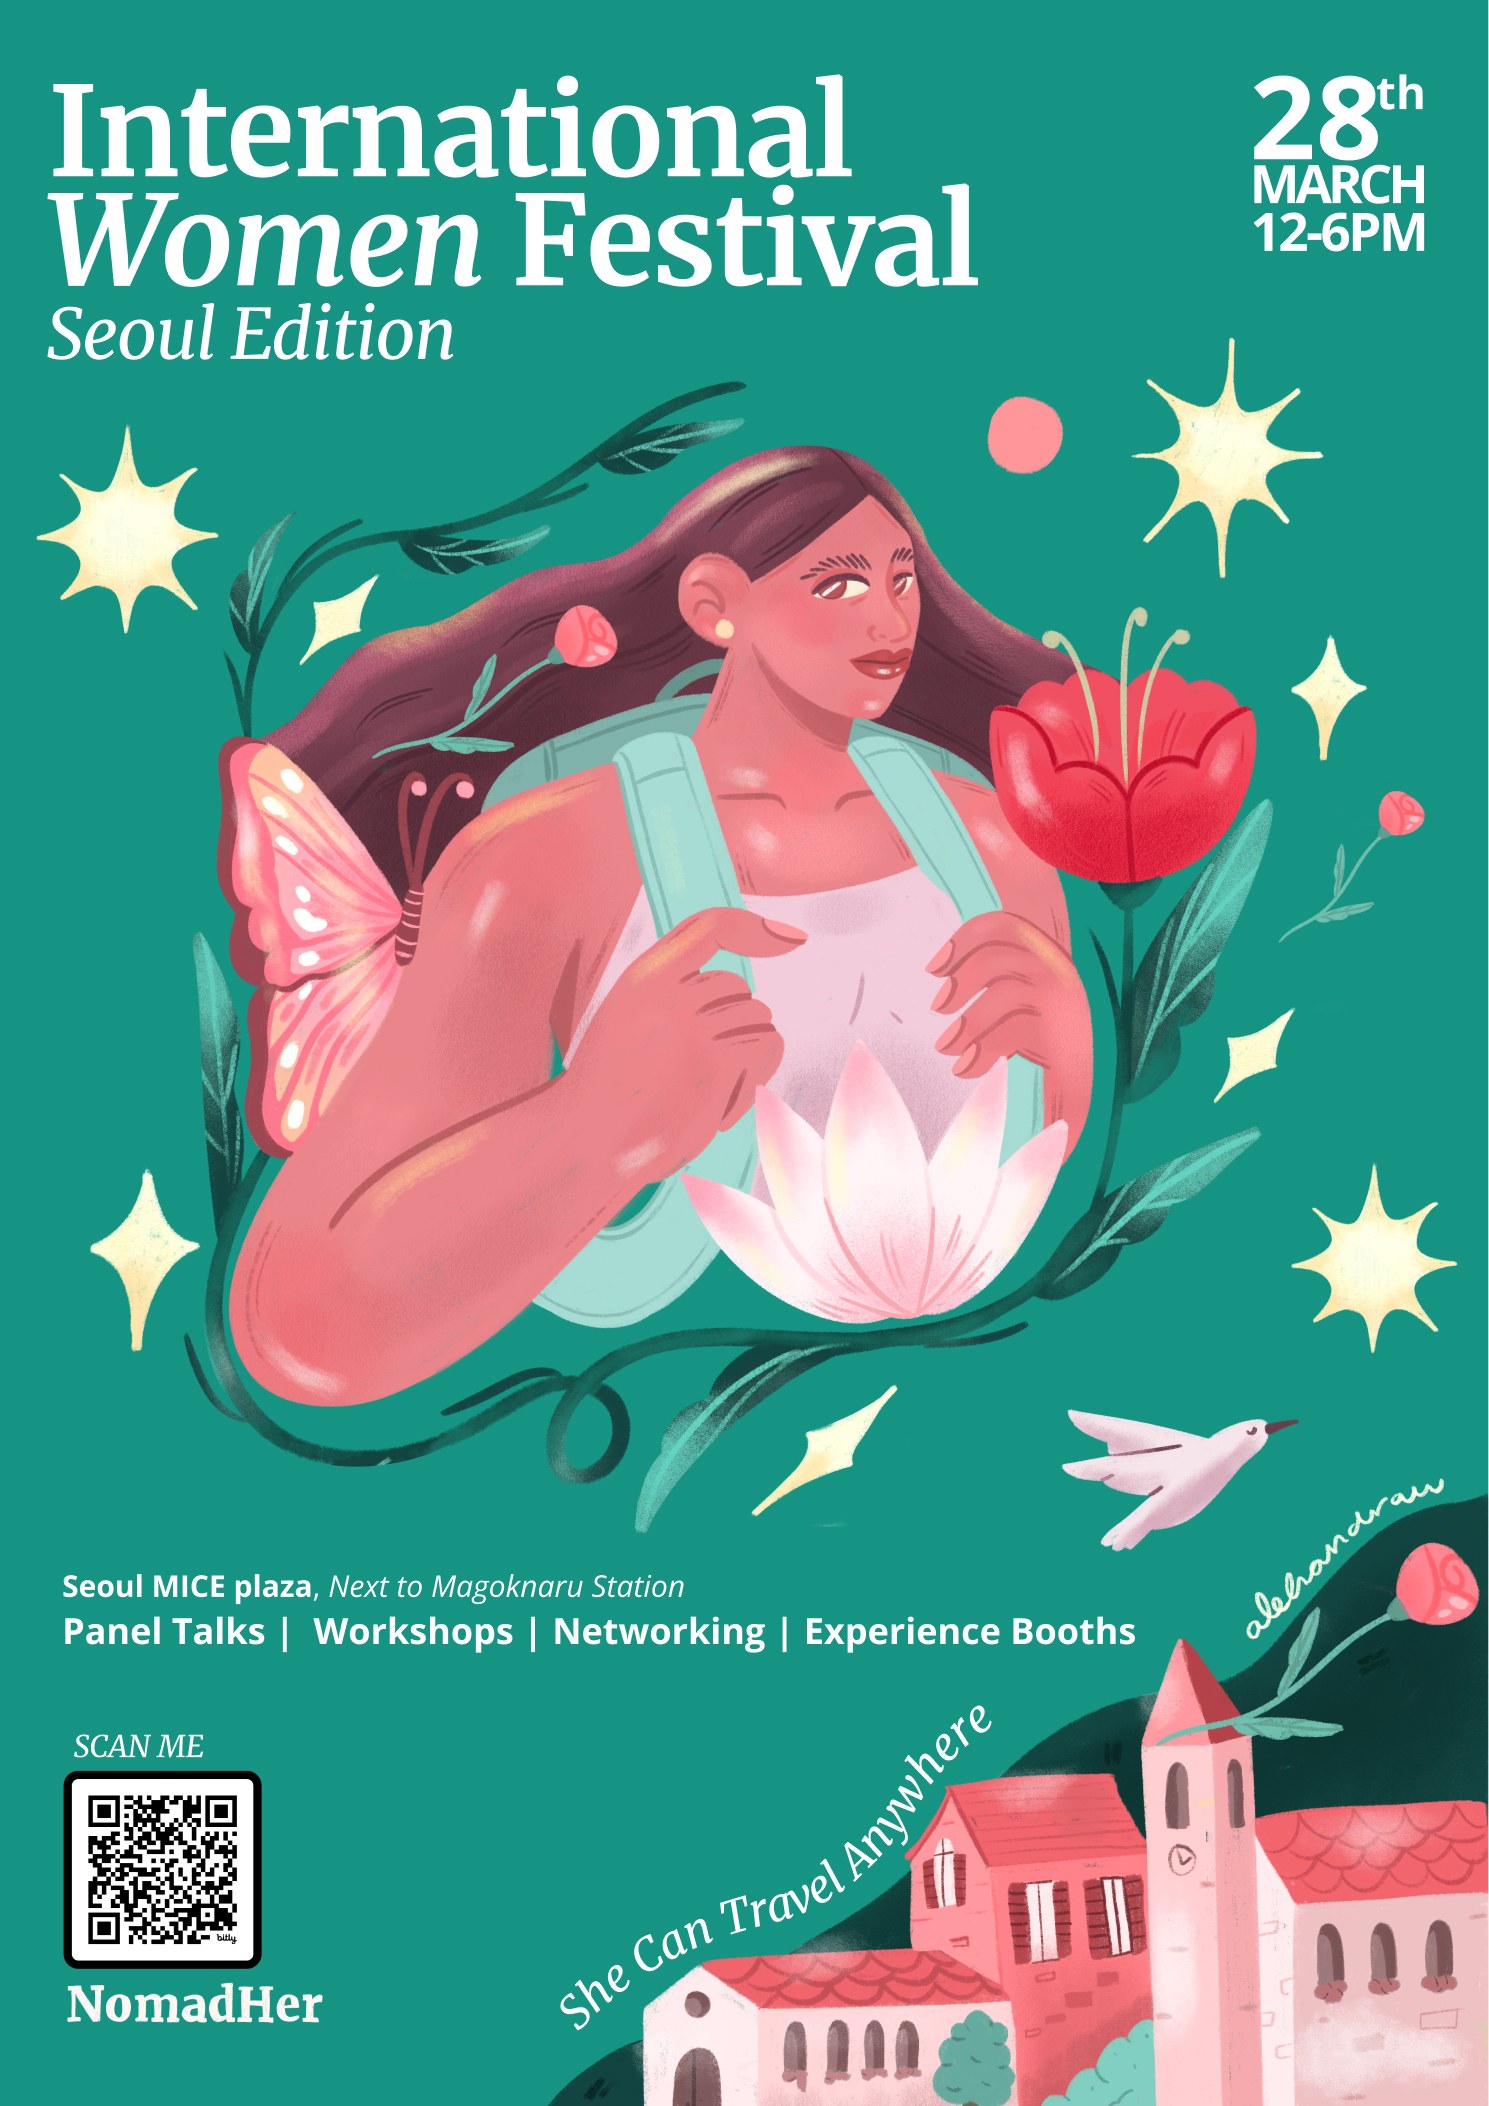 International
Women Festival
Seoul Edition
28th
MARCH
12-6PM
alehandraw
Seoul MICE plaza, Next to Magoknaru Station
Panel Talks |  Workshops | Networking | Experience Booths
She Can Travel Anywhere
SCAN ME
bitly
NomadHer